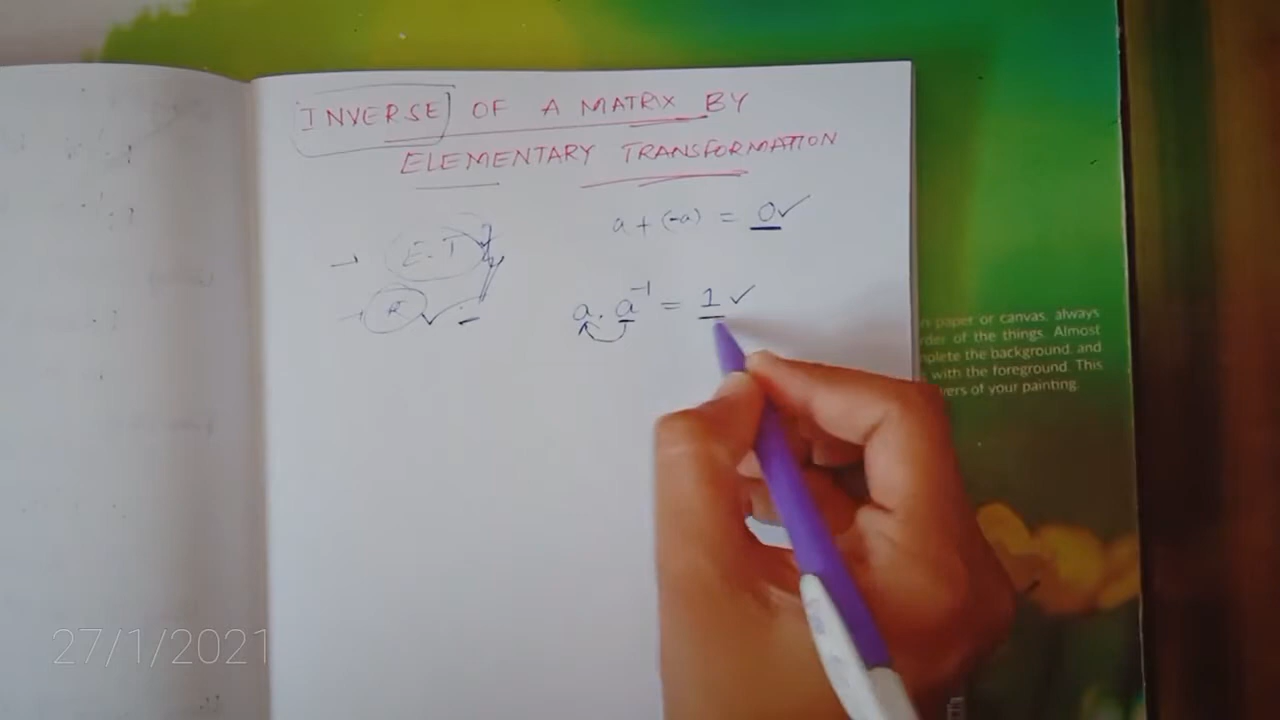 INVERSE OF A MATRIX BY
ELEMENTARY TRANSFORMATION
a + (-a) = 0 ✓
→ E.T
R ✓
a . a⁻¹ = 1 ✓
paper or canvas, always
of the things. Almost
the background, and
with the foreground. This
of your painting.
27/1/2021